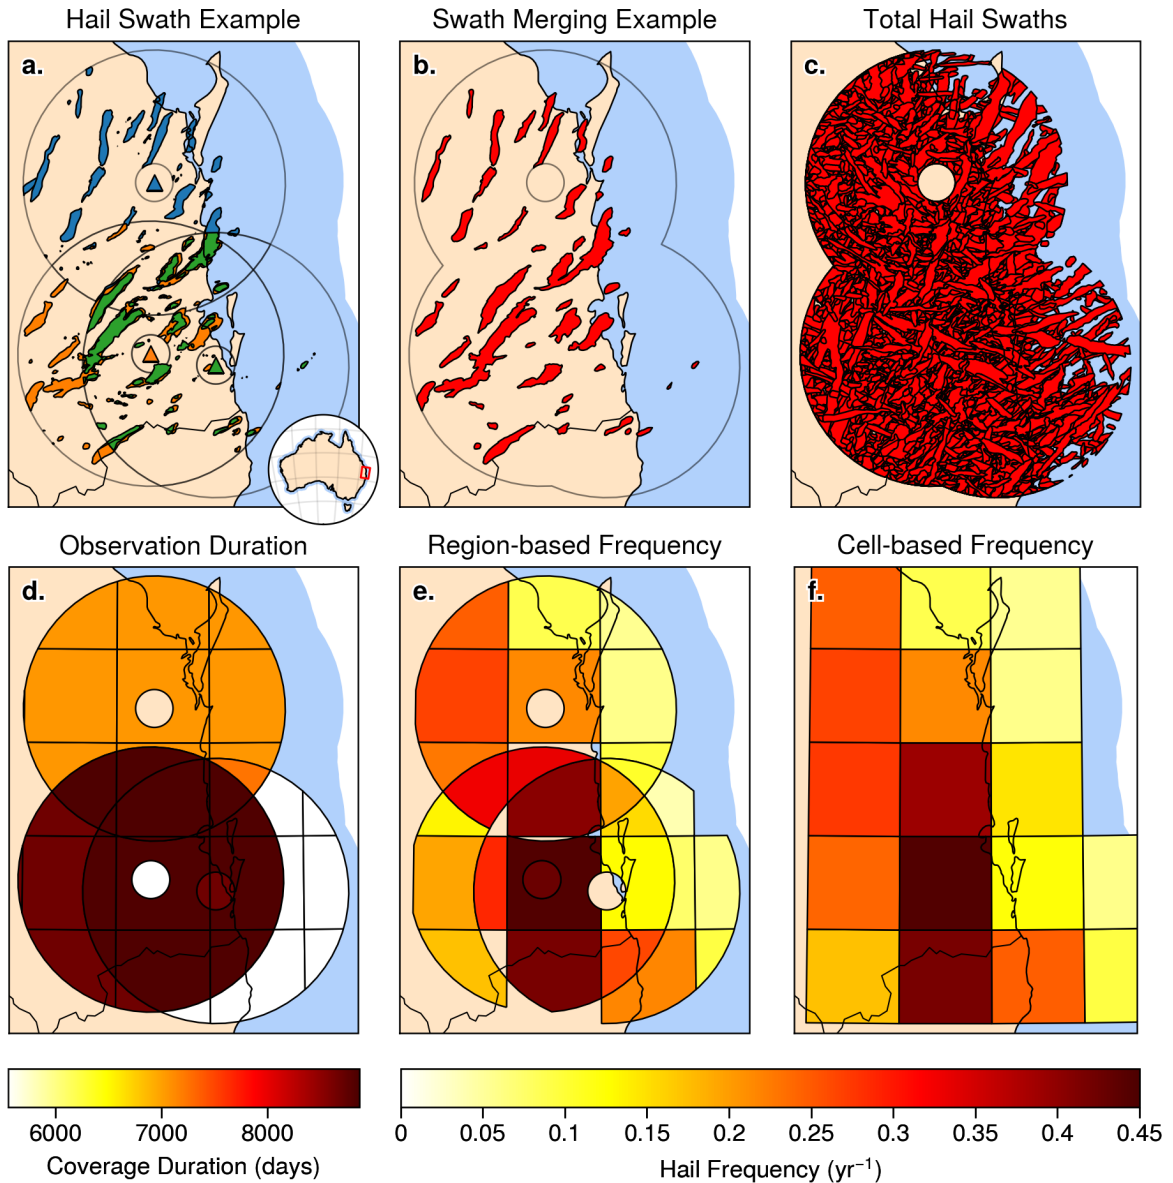 Hail Swath Example
Swath Merging Example
Total Hail Swaths
a.
b.
c.
Observation Duration
Region-based Frequency
Cell-based Frequency
d.
e.
f.
6000 7000 8000
Coverage Duration (days)
0 0.05 0.1 0.15 0.2 0.25 0.3 0.35 0.4 0.45
Hail Frequency (yr⁻¹)